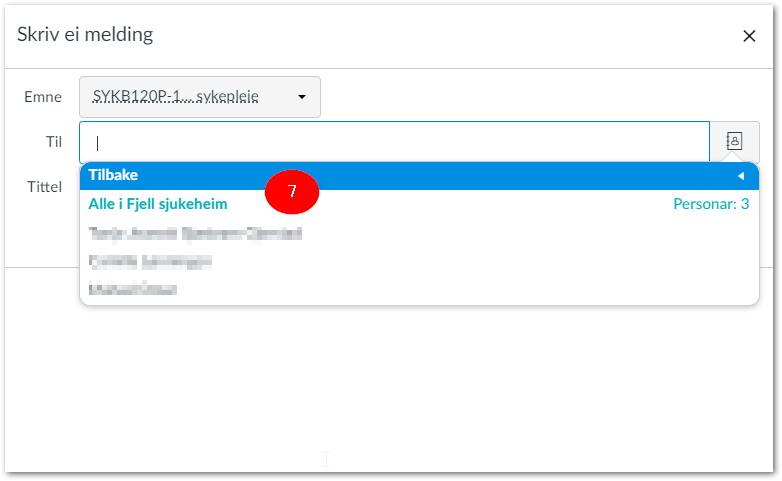 Skriv ei melding
Emne
SYKB120P-1... sykepleie
Til
Tittel
Tilbake
7
Alle i Fjell sjukeheim
Personar: 3